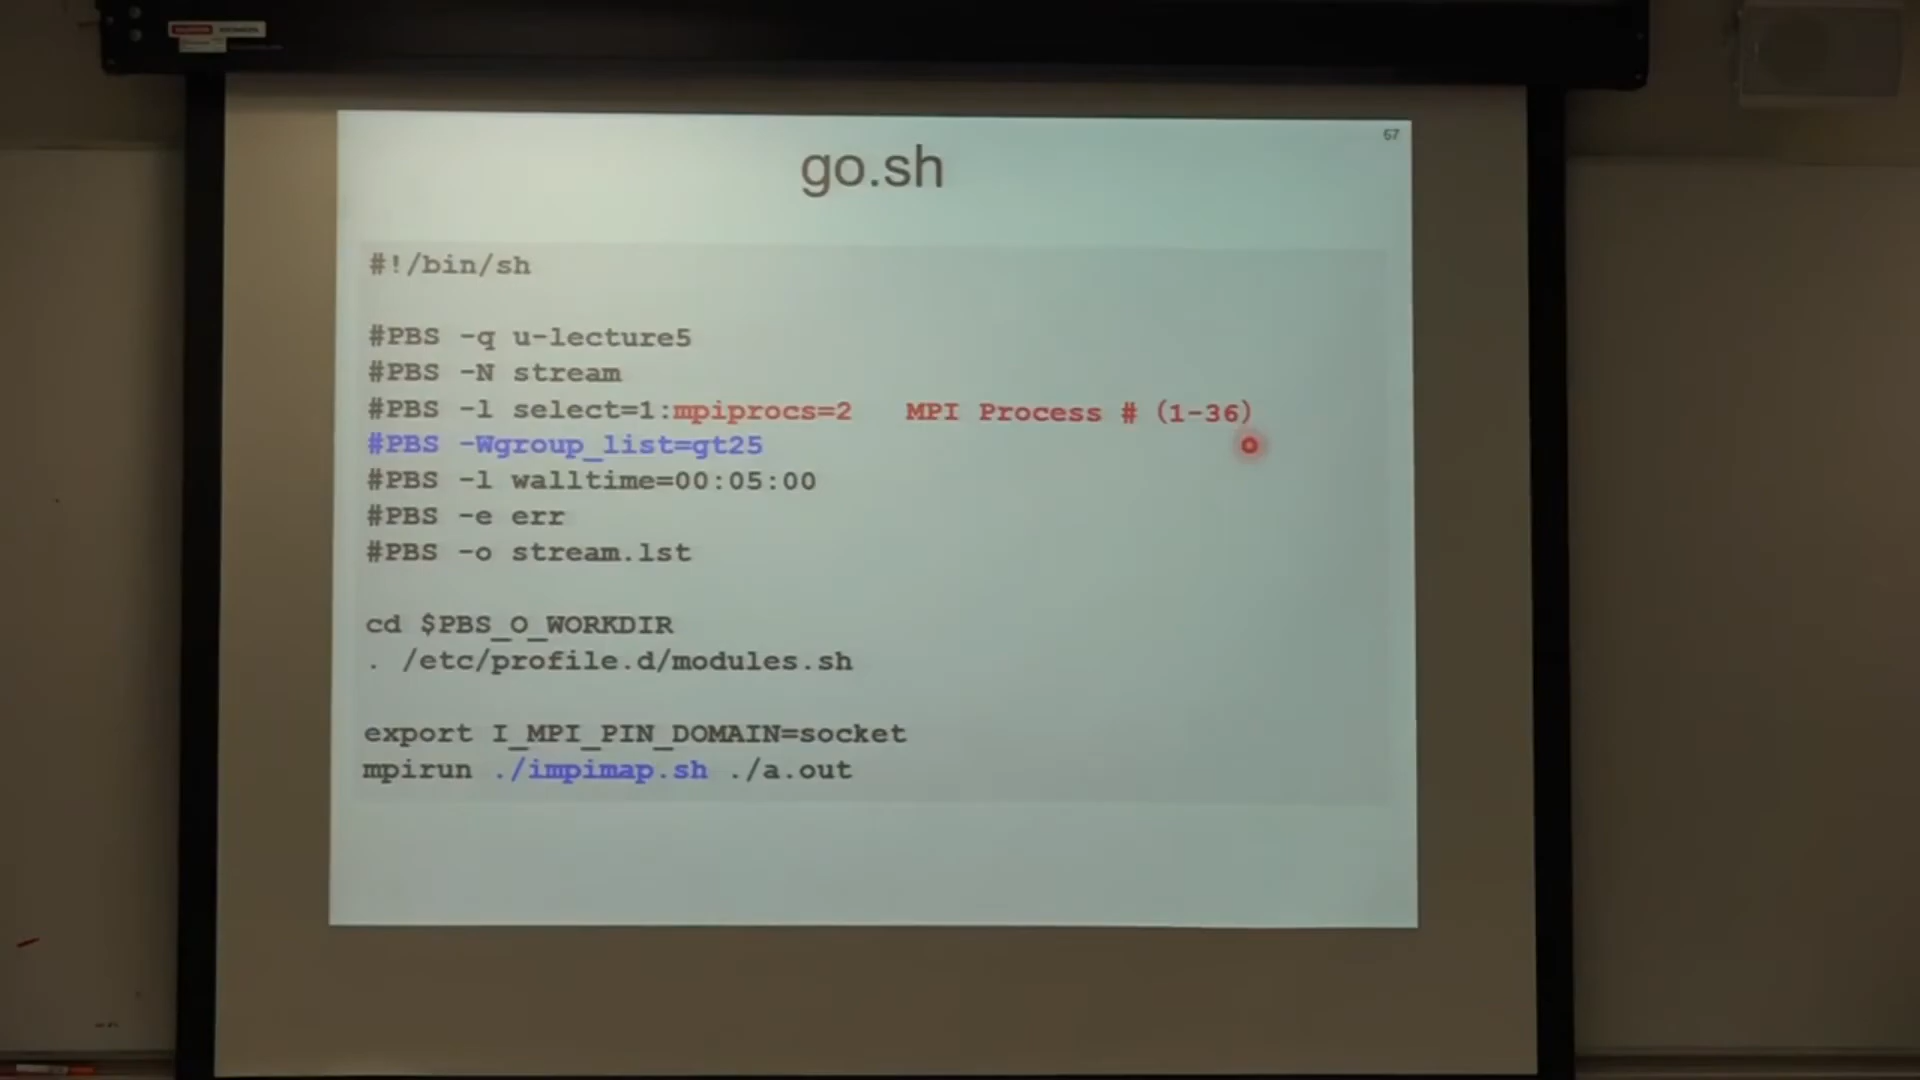 57
go.sh
#!/bin/sh
#PBS -q u-lecture5
#PBS -N stream
#PBS -l select=1:mpiprocs=2 MPI Process # (1-36)
#PBS -Wgroup_list=gt25
#PBS -l walltime=00:05:00
#PBS -e err
#PBS -o stream.lst
cd $PBS_O_WORKDIR
. /etc/profile.d/modules.sh
export I_MPI_PIN_DOMAIN=socket
mpirun ./impimap.sh ./a.out